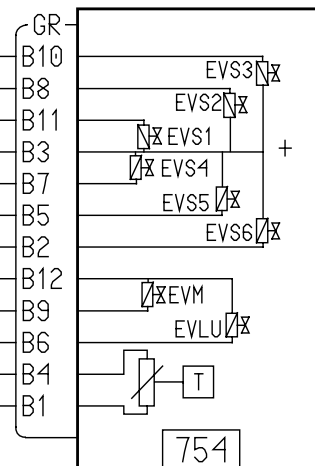 GR
B10
EVS3
B8
EVS2
B11
EVS1
B3
+
EVS4
B7
EVS5
B5
EVS6
B2
B12
EVM
B9
EVLU
B6
B4
T
B1
754